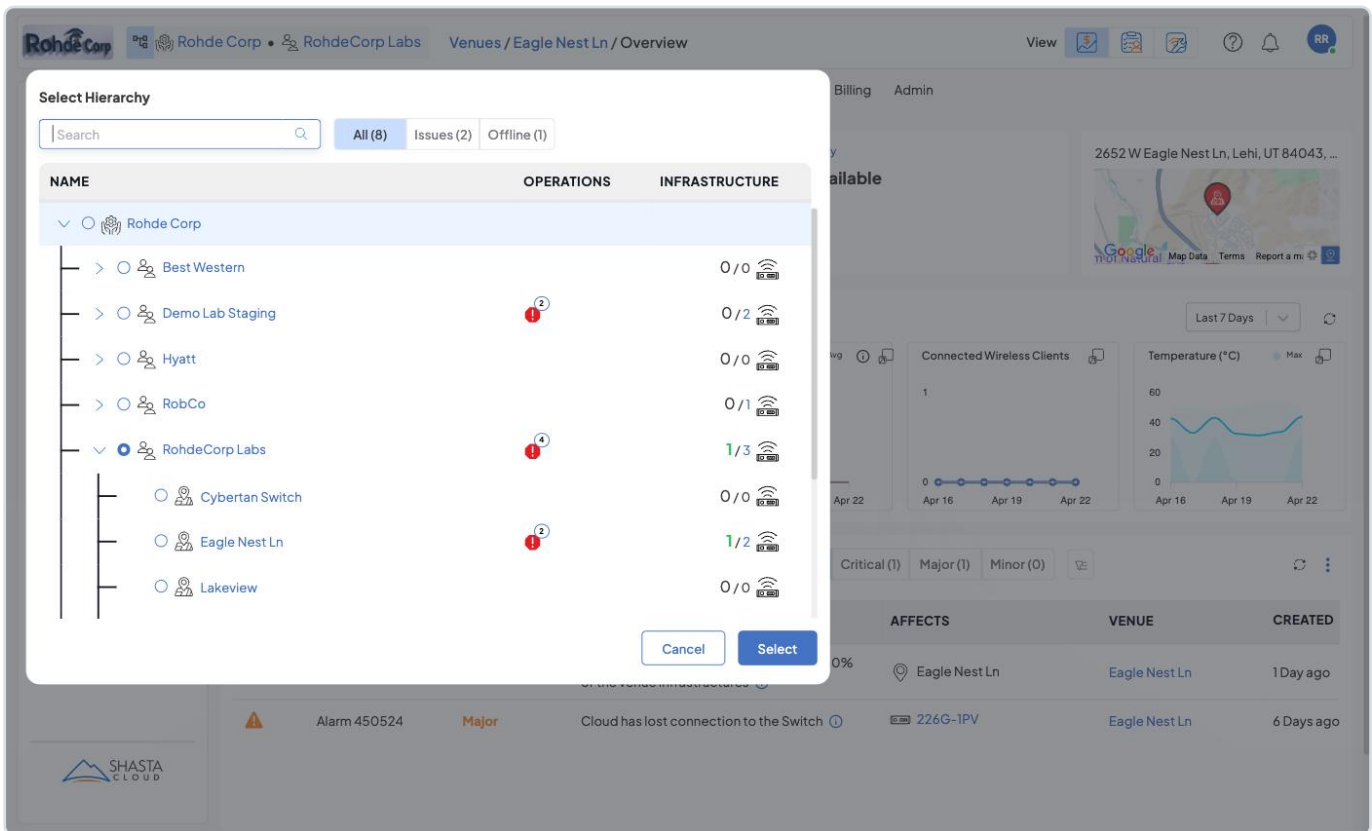 Rohde Corp Rohde Corp • RohdeCorp Labs Venues / Eagle Nest Ln / Overview View RR
Billing Admin
Select Hierarchy
Search All (8) Issues (2) Offline (1)
NAME OPERATIONS INFRASTRUCTURE
Rohde Corp
Best Western 0/0
Demo Lab Staging 2 0/2
Hyatt 0/0
RobCo 0/1
RohdeCorp Labs 4 1/3
Cybertan Switch 0/0
Eagle Nest Ln 2 1/2
Lakeview 0/0
Cancel Select
y
ailable
2652 W Eagle Nest Ln, Lehi, UT 84043, ...
Google
Map Data Terms Report a m
Last 7 Days
Avg
Apr 22
Connected Wireless Clients
1
0
Apr 16 Apr 19 Apr 22
Temperature (°C) Max
60
40
20
0
Apr 16 Apr 19 Apr 22
Critical (1) Major (1) Minor (0)
AFFECTS VENUE CREATED
0% Eagle Nest Ln Eagle Nest Ln 1 Day ago
of the venue infrastructures
Alarm 450524 Major Cloud has lost connection to the Switch 226G-1PV Eagle Nest Ln 6 Days ago
SHASTA
CLOUD